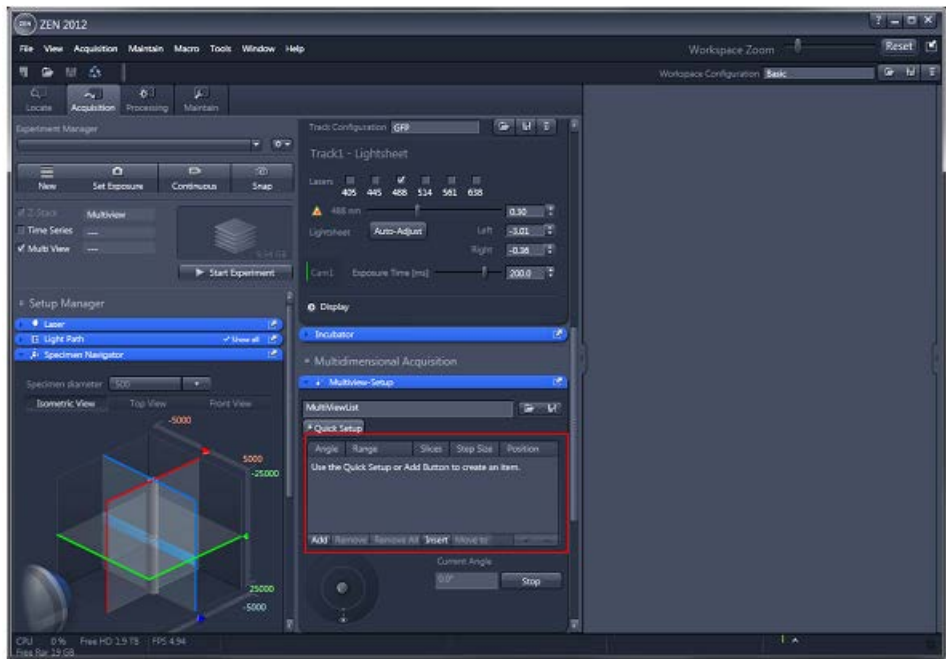 ZEN 2012
File View Acquisition Maintain Macro Tools Window Help
Workspace Zoom
Reset
Workspace Configuration Basic
Locate Acquisition Processing Maintain
Experiment Manager
New Set Exposure Continuous Snap
Z-Stack Multiview
Time Series ---
Multi View ---
Start Experiment
Setup Manager
Laser
Light Path Show all
Specimen Navigator
Specimen diameter 500
Isometric View Top View Front View
-5000
5000
-25000
25000
-5000
Track Configuration GFP
Track1 - Lightsheet
Lasers
405 445 488 514 561 638
488 nm 0.30
Lightsheet Auto-Adjust Left -3.01
Right -0.36
Cam1 Exposure Time [ms] 200.0
Display
Incubator
Multidimensional Acquisition
Multiview-Setup
MultiViewList
Quick Setup
Angle Range Slices Step Size Position
Use the Quick Setup or Add Button to create an item.
Add Remove Remove All Insert Move to
Current Angle
0.0° Stop
CPU 0 % Free HD 1.9 TB FPS 4.94
Free Rar 19 GB